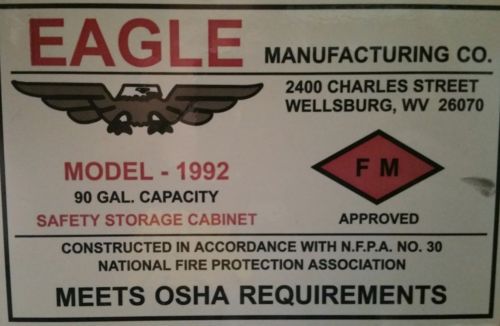 EAGLE MANUFACTURING CO.
2400 CHARLES STREET
WELLSBURG, WV 26070
MODEL - 1992
90 GAL. CAPACITY
SAFETY STORAGE CABINET
F M
APPROVED
CONSTRUCTED IN ACCORDANCE WITH N.F.P.A. NO. 30
NATIONAL FIRE PROTECTION ASSOCIATION
MEETS OSHA REQUIREMENTS